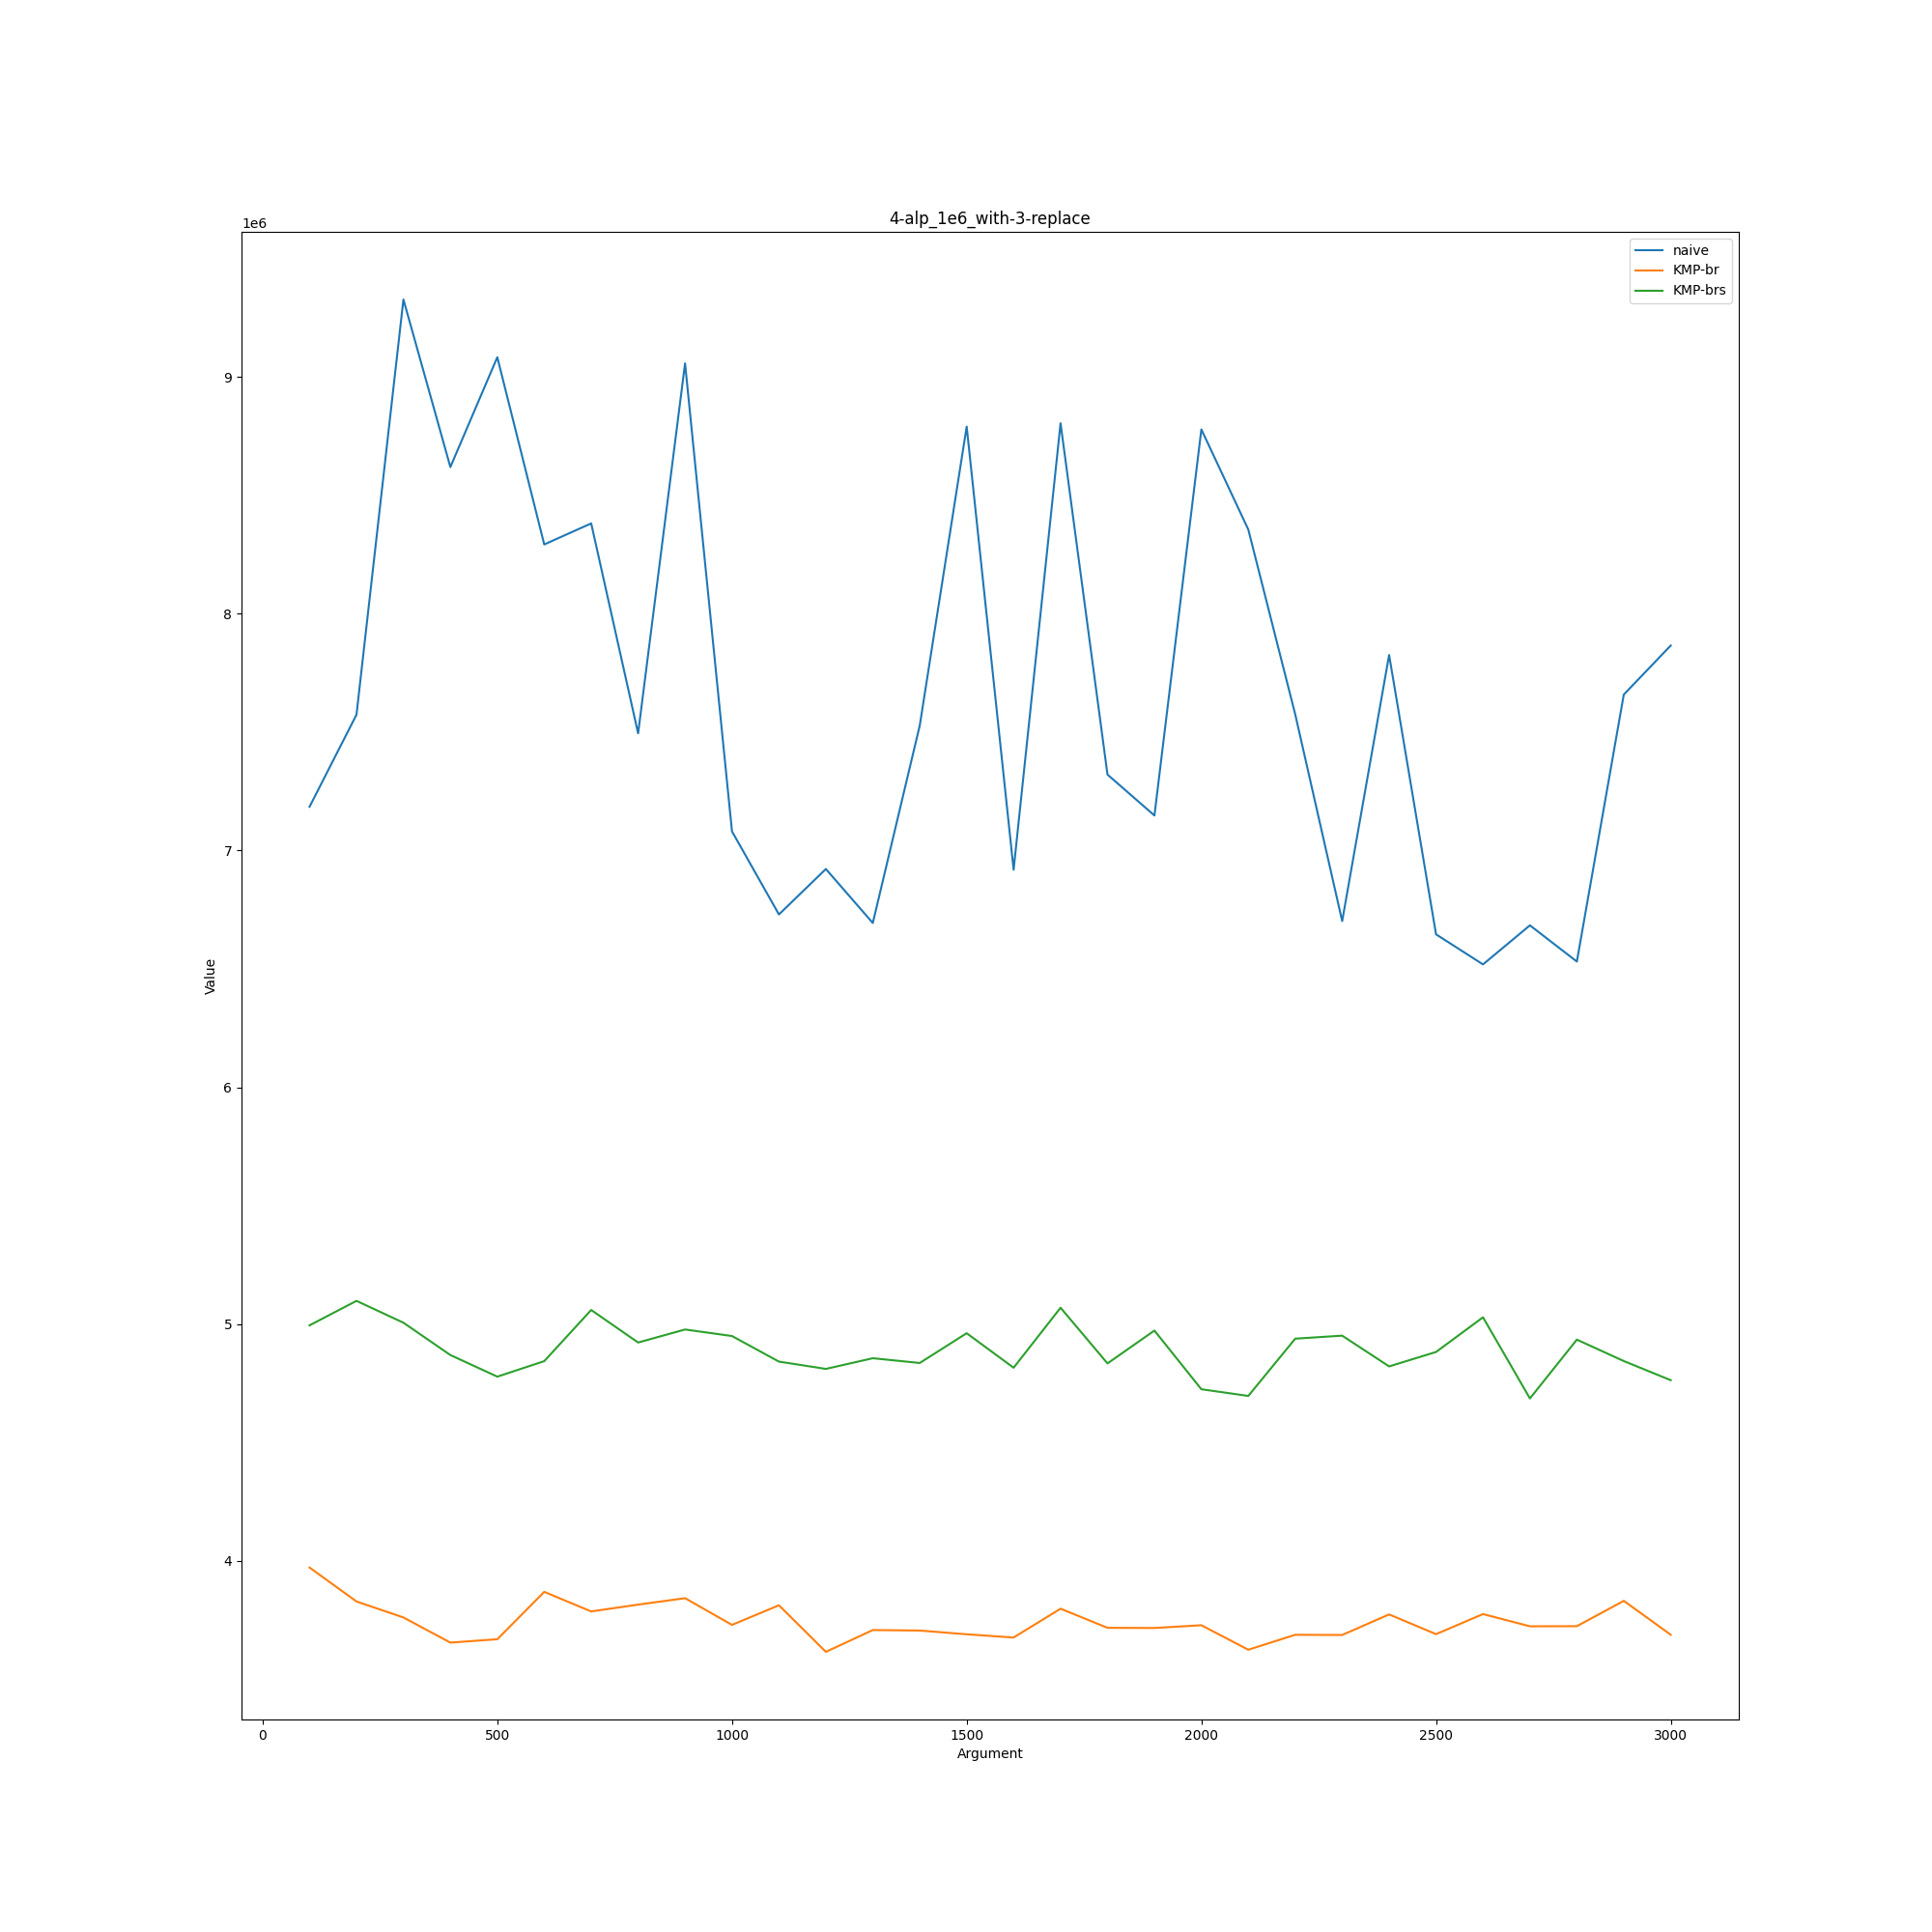 4-alp_1e6_with-3-replace
1e6
naive
KMP-br
KMP-brs
9
8
7
6
5
4
Value
0 500 1000 1500 2000 2500 3000
Argument